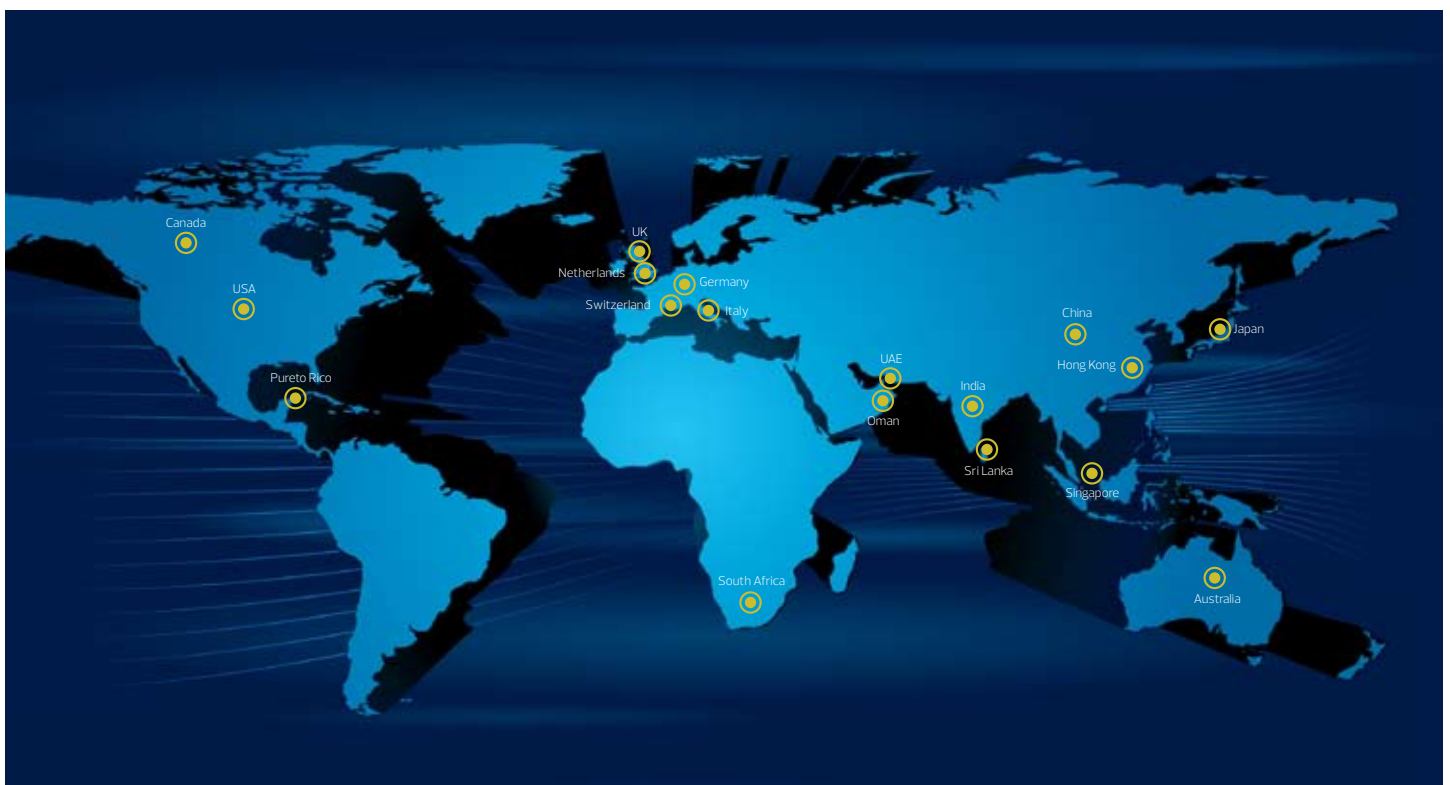 Canada
UK
Netherlands
Germany
USA
Switzerland
Italy
China
Japan
UAE
Hong Kong
Pureto Rico
India
Oman
Sri Lanka
Singapore
South Africa
Australia